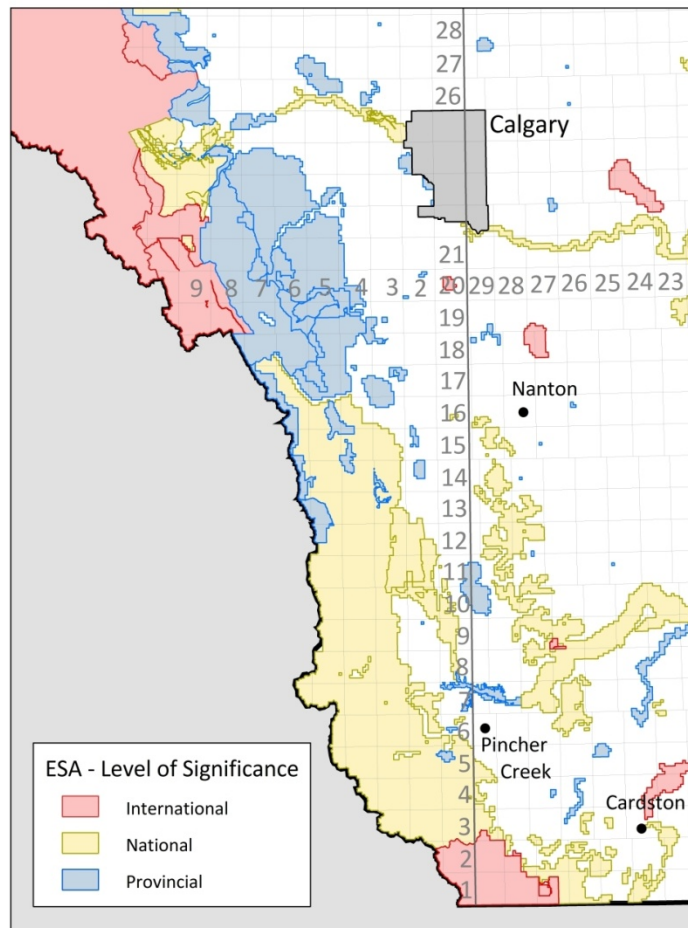 28
27
26
Calgary
21
9 8 7 6 5 4 3 2 20 29 28 27 26 25 24 23
19
18
17
Nanton
16
15
14
13
12
11
10
9
8
7
6
Pincher
Creek
5
4
Cardston
3
2
1
ESA - Level of Significance
International
National
Provincial